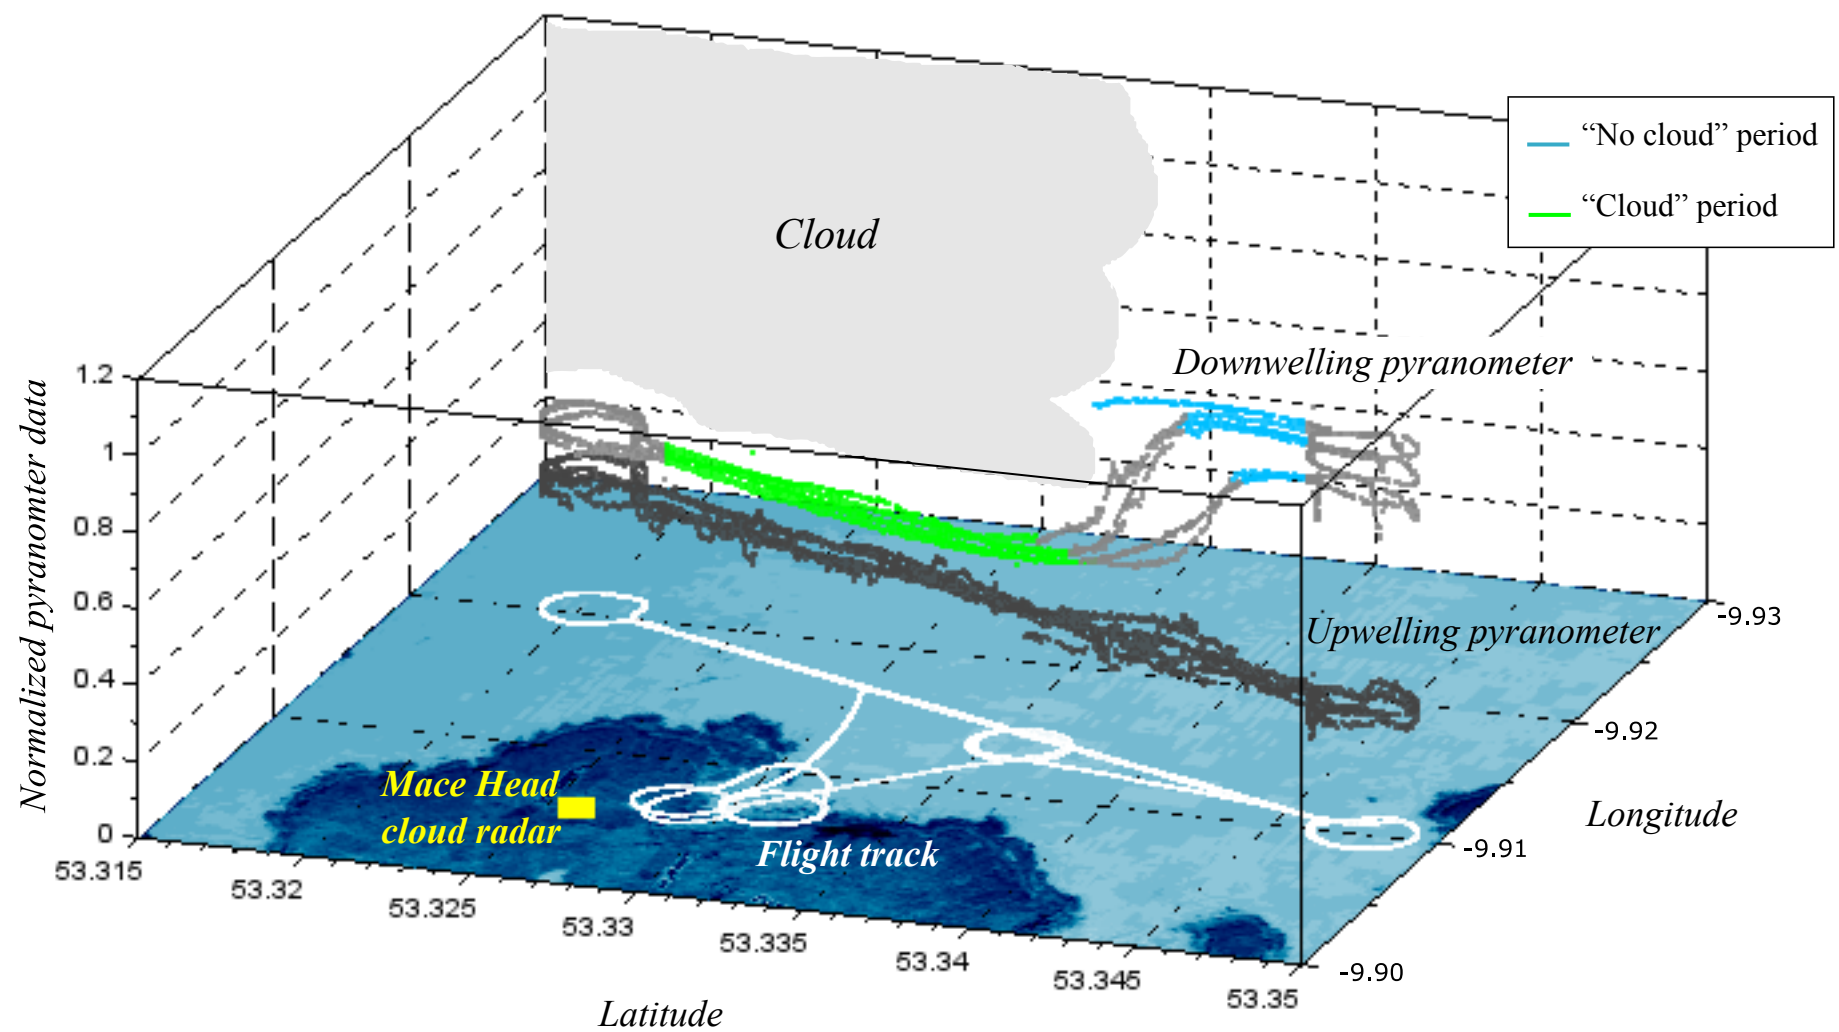 “No cloud” period
“Cloud” period
Cloud
Downwelling pyranometer
Upwelling pyranometer
Normalized pyranomter data
12
1
0.8
0.6
0.4
0.2
0
Mace Head
cloud radar
Flight track
53.315
53.32
53.325
53.33
53.335
53.34
53.345
53.35
Latitude
-9.93
-9.92
-9.91
-9.90
Longitude